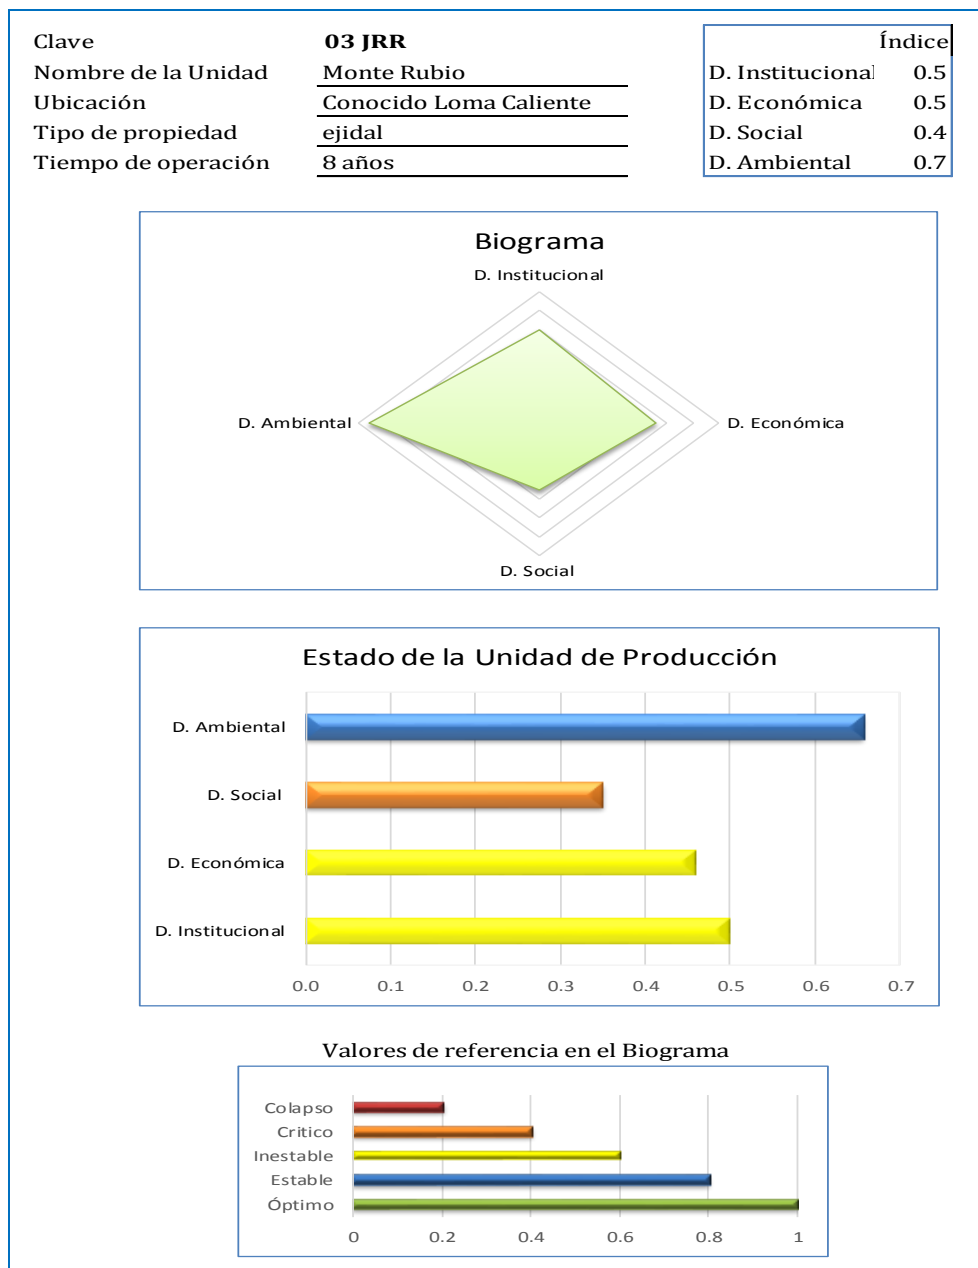 Clave 03 JRR
Nombre de la Unidad Monte Rubio
Ubicación Conocido Loma Caliente
Tipo de propiedad ejidal
Tiempo de operación 8 años
Índice
D. Institucional 0.5
D. Económica 0.5
D. Social 0.4
D. Ambiental 0.7
Biograma
D. Institucional
D. Ambiental
D. Económica
D. Social
Estado de la Unidad de Producción
D. Ambiental
D. Social
D. Económica
D. Institucional
0.0 0.1 0.2 0.3 0.4 0.5 0.6 0.7
Valores de referencia en el Biograma
Colapso
Critico
Inestable
Estable
Óptimo
0 0.2 0.4 0.6 0.8 1